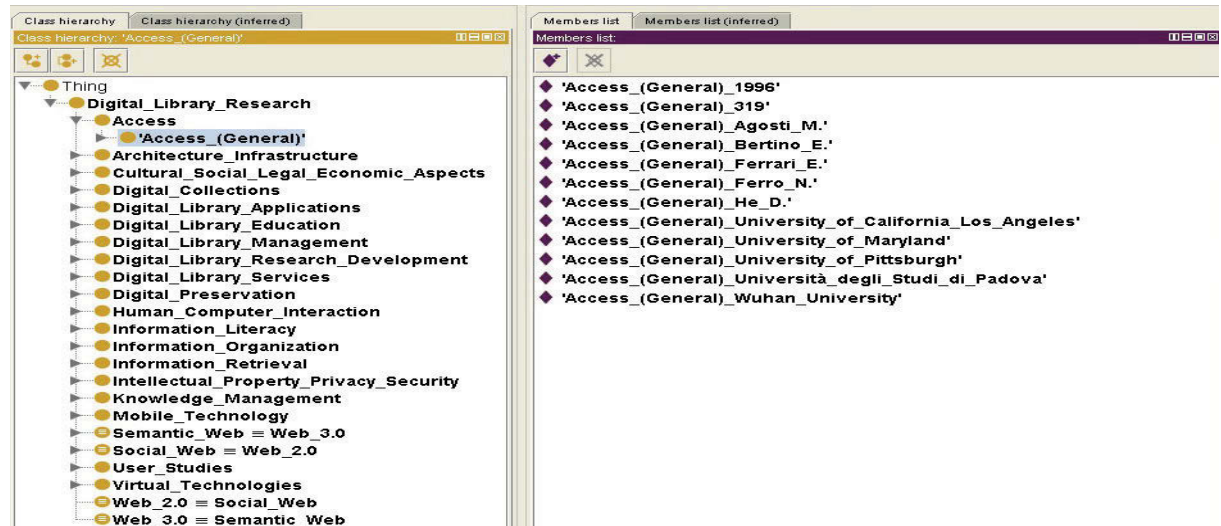 Class hierarchy
Class hierarchy (inferred)
Class hierarchy: 'Access_(General)'
Thing
Digital_Library_Research
Access
'Access_(General)'
Architecture_Infrastructure
Cultural_Social_Legal_Economic_Aspects
Digital_Collections
Digital_Library_Applications
Digital_Library_Education
Digital_Library_Management
Digital_Library_Research_Development
Digital_Library_Services
Digital_Preservation
Human_Computer_Interaction
Information_Literacy
Information_Organization
Information_Retrieval
Intellectual_Property_Privacy_Security
Knowledge_Management
Mobile_Technology
Semantic_Web ≡ Web_3.0
Social_Web ≡ Web_2.0
User_Studies
Virtual_Technologies
Web_2.0 ≡ Social_Web
Web_3.0 ≡ Semantic_Web
Members list
Members list (inferred)
Members list:
'Access_(General)_1996'
'Access_(General)_319'
'Access_(General)_Agosti_M.'
'Access_(General)_Bertino_E.'
'Access_(General)_Ferrari_E.'
'Access_(General)_Ferro_N.'
'Access_(General)_He_D.'
'Access_(General)_University_of_California_Los_Angeles'
'Access_(General)_University_of_Maryland'
'Access_(General)_University_of_Pittsburgh'
'Access_(General)_Università_degli_Studi_di_Padova'
'Access_(General)_Wuhan_University'